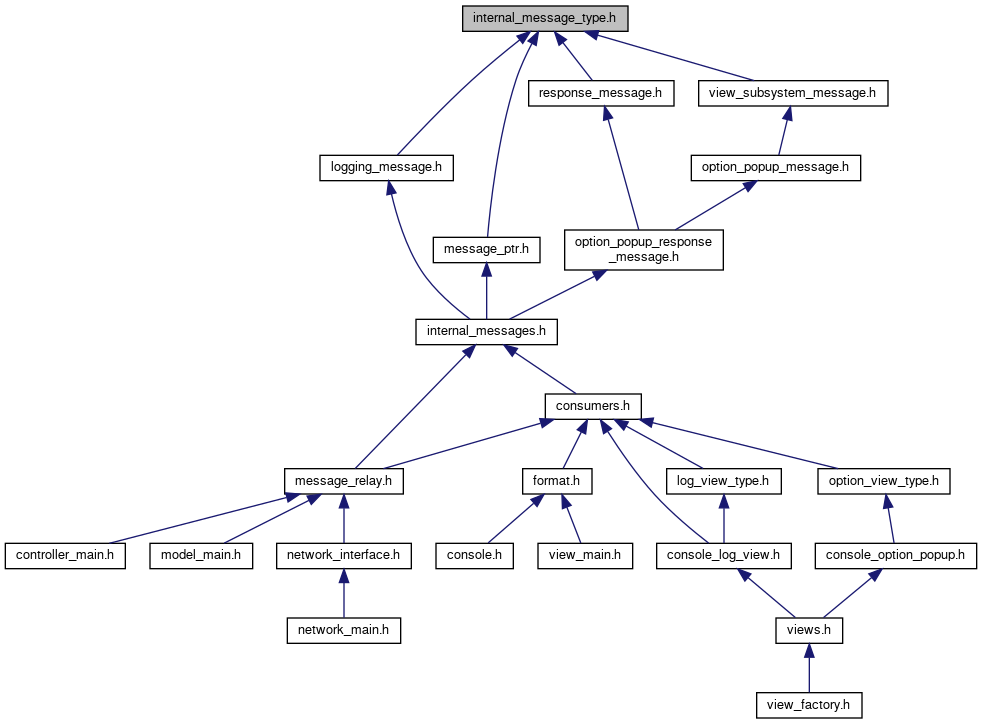 internal_message_type.h
response_message.h
view_subsystem_message.h
logging_message.h
option_popup_message.h
message_ptr.h
option_popup_response
_message.h
internal_messages.h
consumers.h
message_relay.h
format.h
log_view_type.h
option_view_type.h
controller_main.h
model_main.h
network_interface.h
console.h
view_main.h
console_log_view.h
console_option_popup.h
network_main.h
views.h
view_factory.h